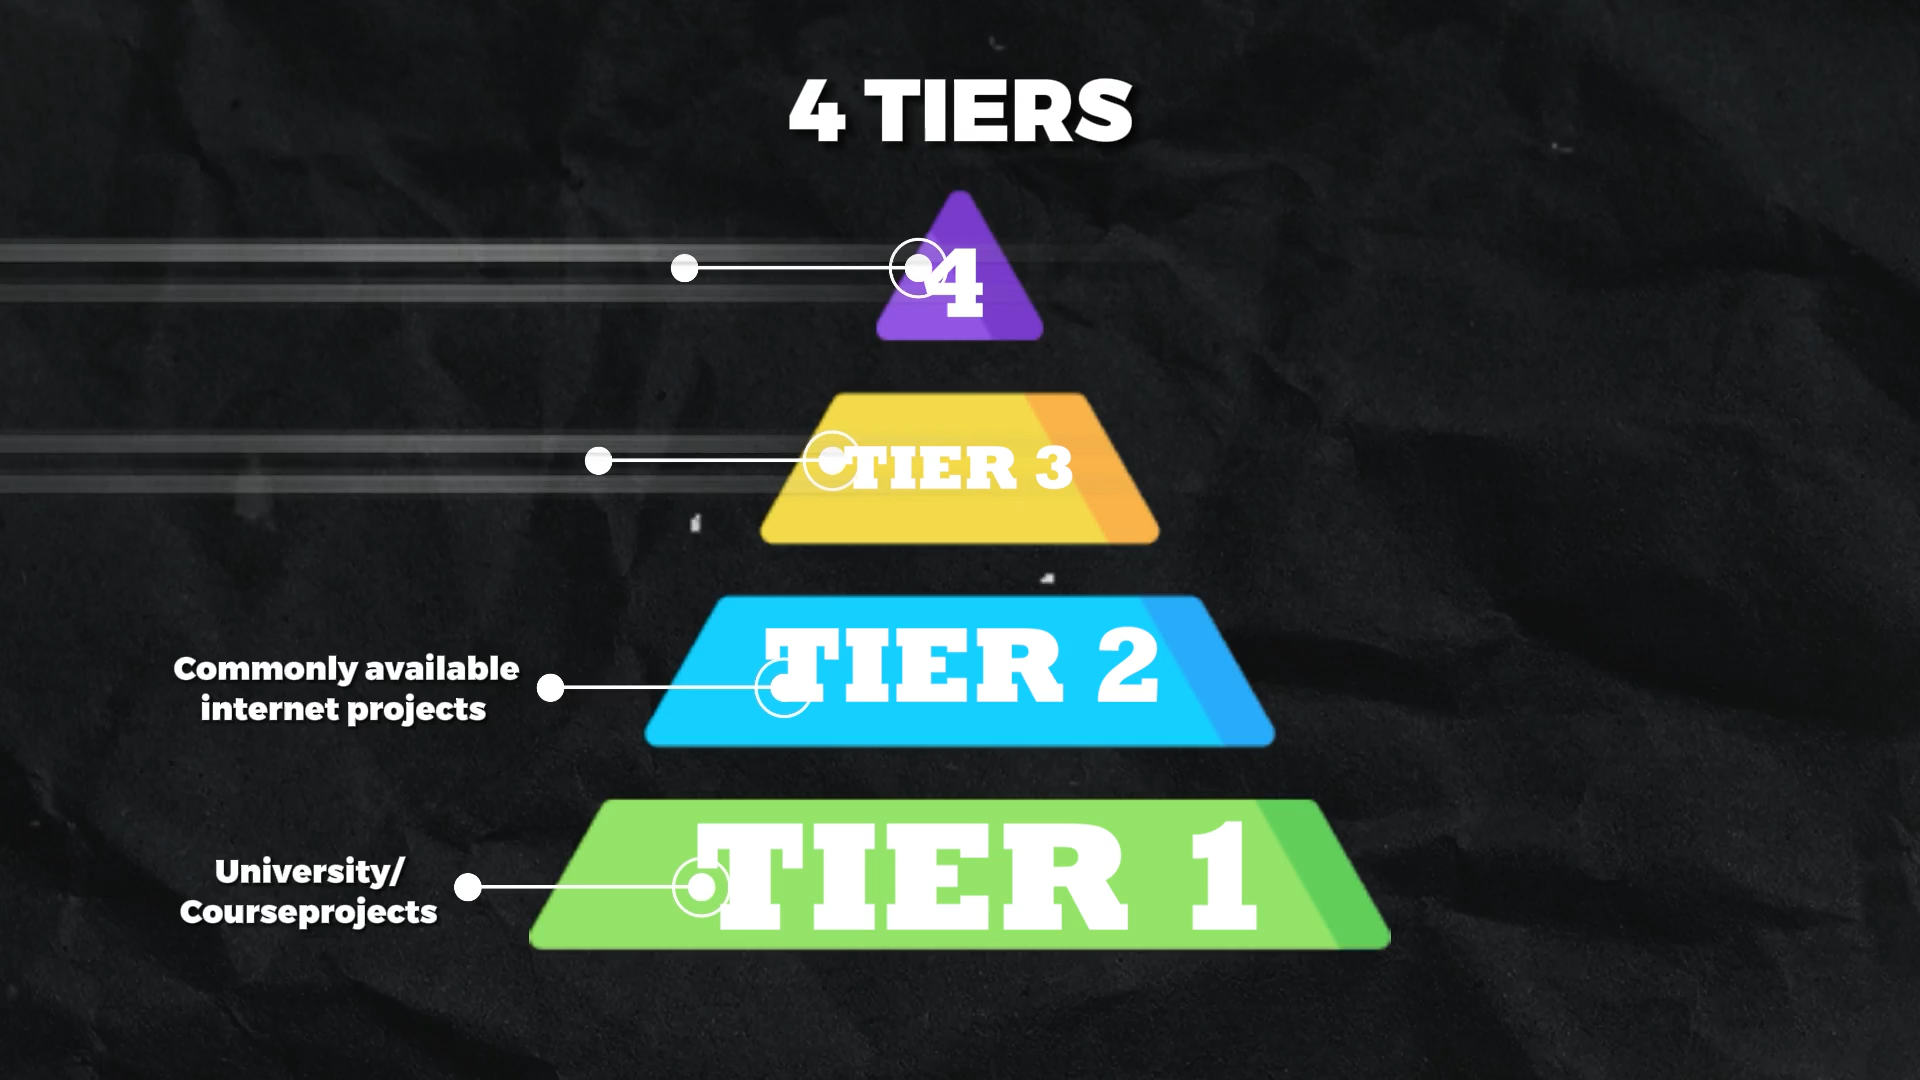 4 TIERS
4
TIER 3
TIER 2
Commonly available
internet projects
TIER 1
University/
Courseprojects